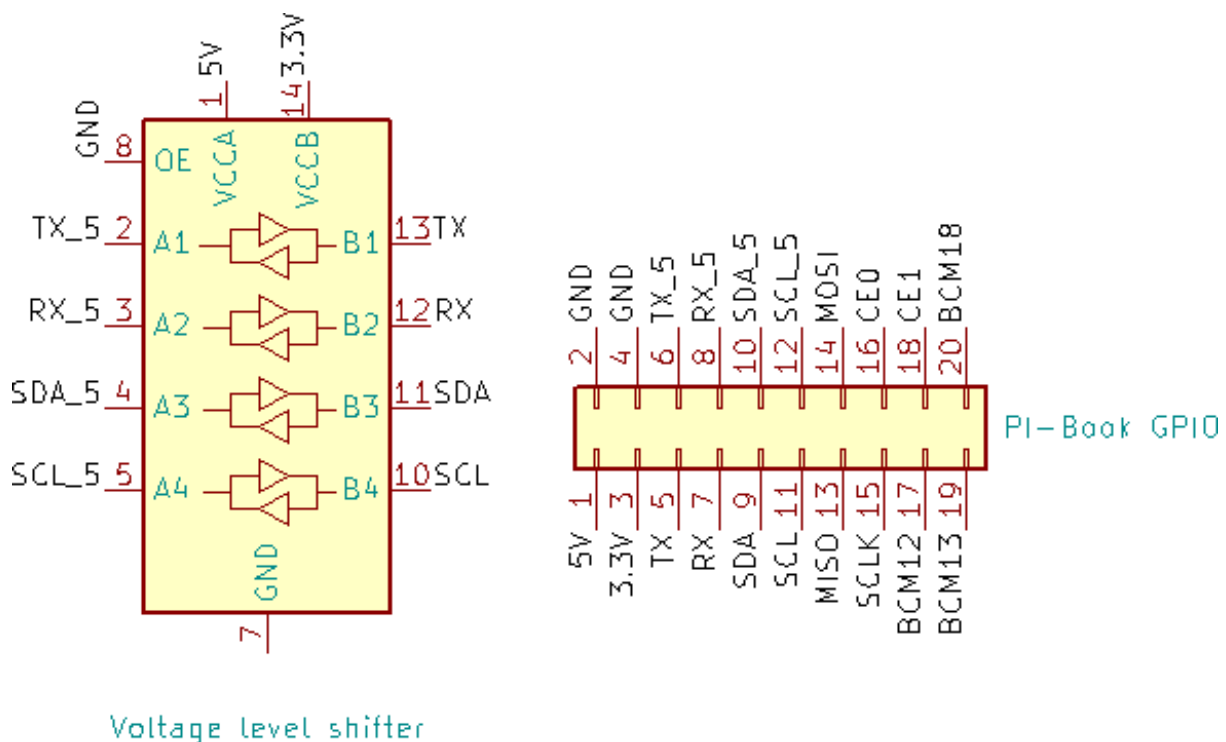 5V
3.3V
1
14
GND
8
OE
VCCA
VCCB
TX_5 2 A1 B1 13 TX
RX_5 3 A2 B2 12 RX
SDA_5 4 A3 B3 11 SDA
SCL_5 5 A4 B4 10 SCL
GND
7
Voltage level shifter
GND GND TX_5 RX_5 SDA_5 SCL_5 MOSI CE0 CE1 BCM18
2 4 6 8 10 12 14 16 18 20
PI-Book GPIO
1 3 5 7 9 11 13 15 17 19
5V 3.3V TX RX SDA SCL MISO SCLK BCM12 BCM13